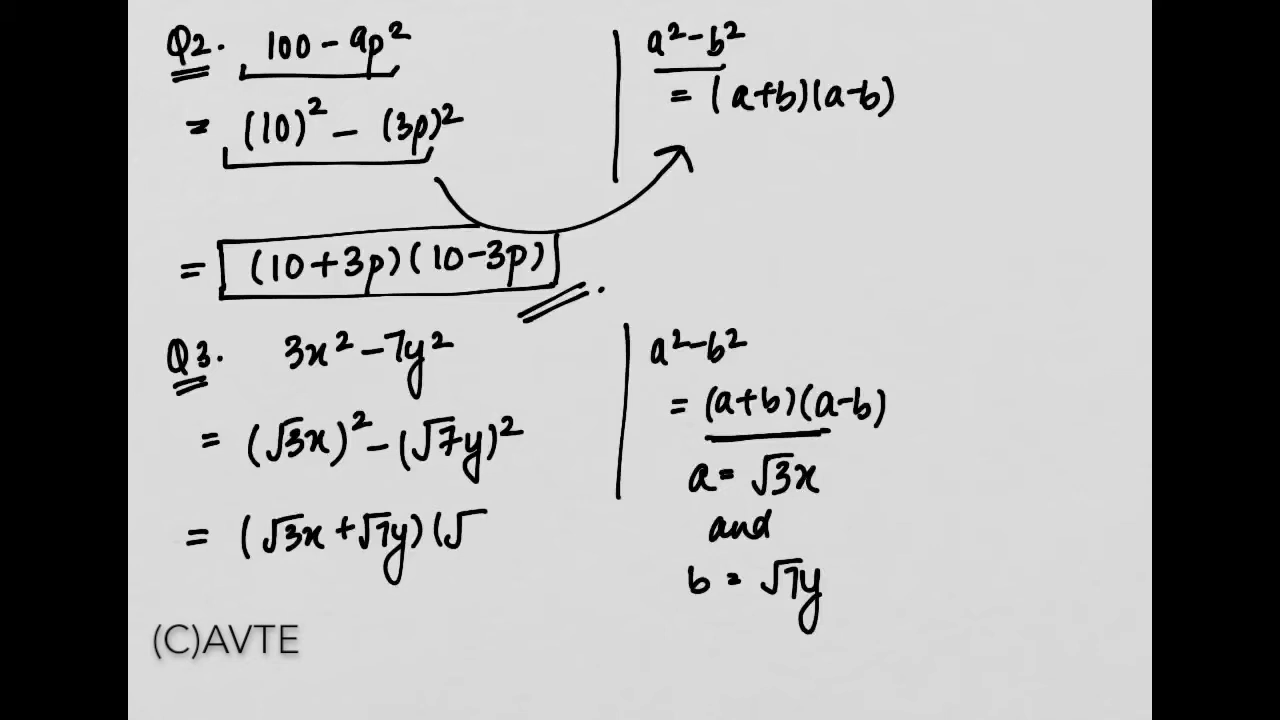 Q2. 100 - 9p²
= (10)² - (3p)²
= (10+3p)(10-3p)
a²-b²
= (a+b)(a-b)
Q3. 3x² - 7y²
= (√3x)² - (√7y)²
= (√3x + √7y)(√
a²-b²
= (a+b)(a-b)
a = √3x
and
b = √7y
(C)AVTE